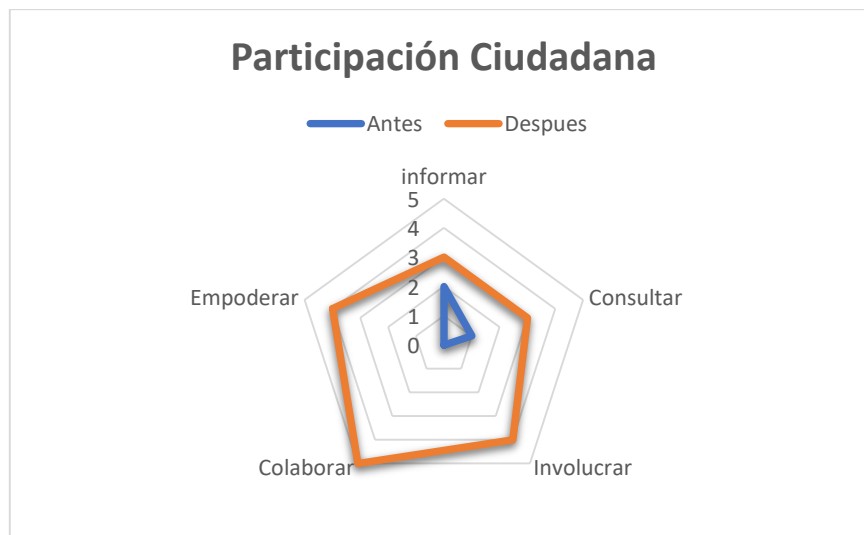 Participación Ciudadana
Antes Despues
informar
5
4
3
2
1
0
Empoderar
Consultar
Colaborar
Involucrar